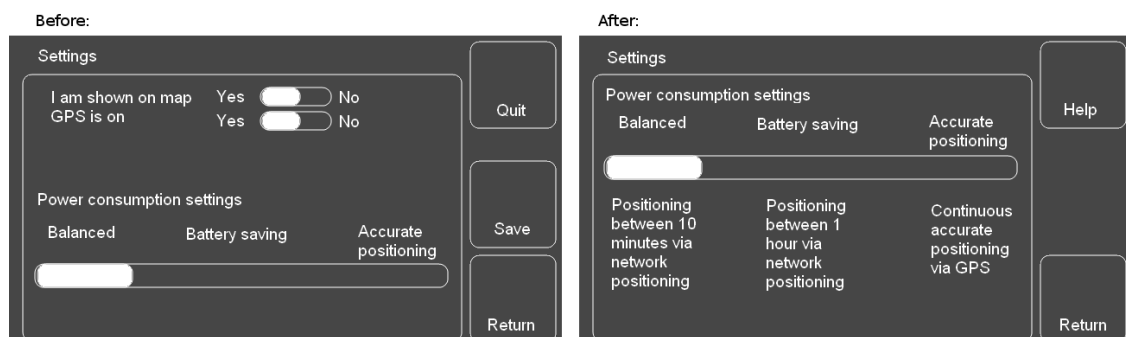 Before:
Settings
I am shown on map Yes No
GPS is on Yes No
Quit
Power consumption settings
Balanced Battery saving Accurate
positioning
Save
Return
After:
Settings
Power consumption settings
Balanced Battery saving Accurate
positioning
Help
Positioning
between 10
minutes via
network
positioning
Positioning
between 1
hour via
network
positioning
Continuous
accurate
positioning
via GPS
Return